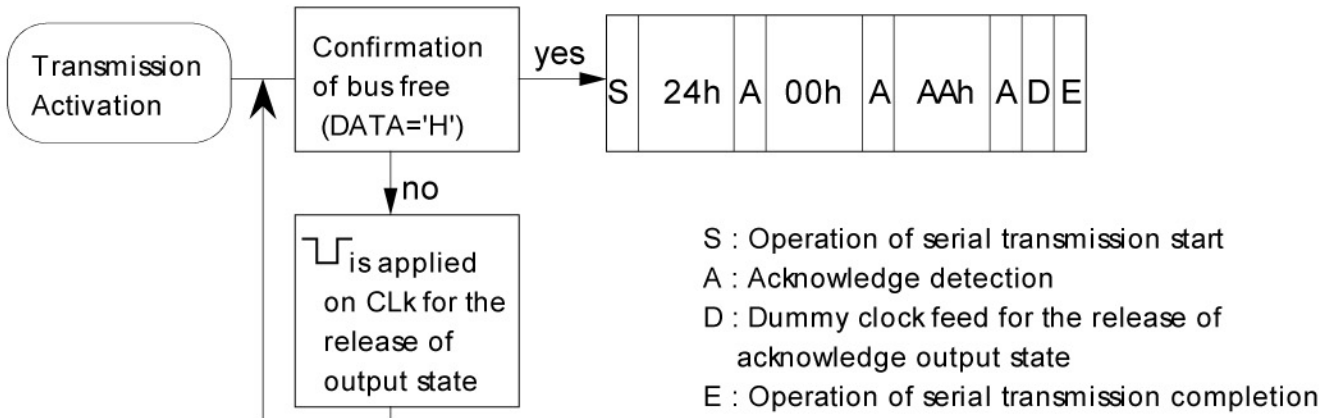 Transmission
Activation
Confirmation
of bus free
(DATA='H')
yes
S 24h A 00h A AAh A D E
no
is applied
on CLk for the
release of
output state
S : Operation of serial transmission start
A : Acknowledge detection
D : Dummy clock feed for the release of
acknowledge output state
E : Operation of serial transmission completion